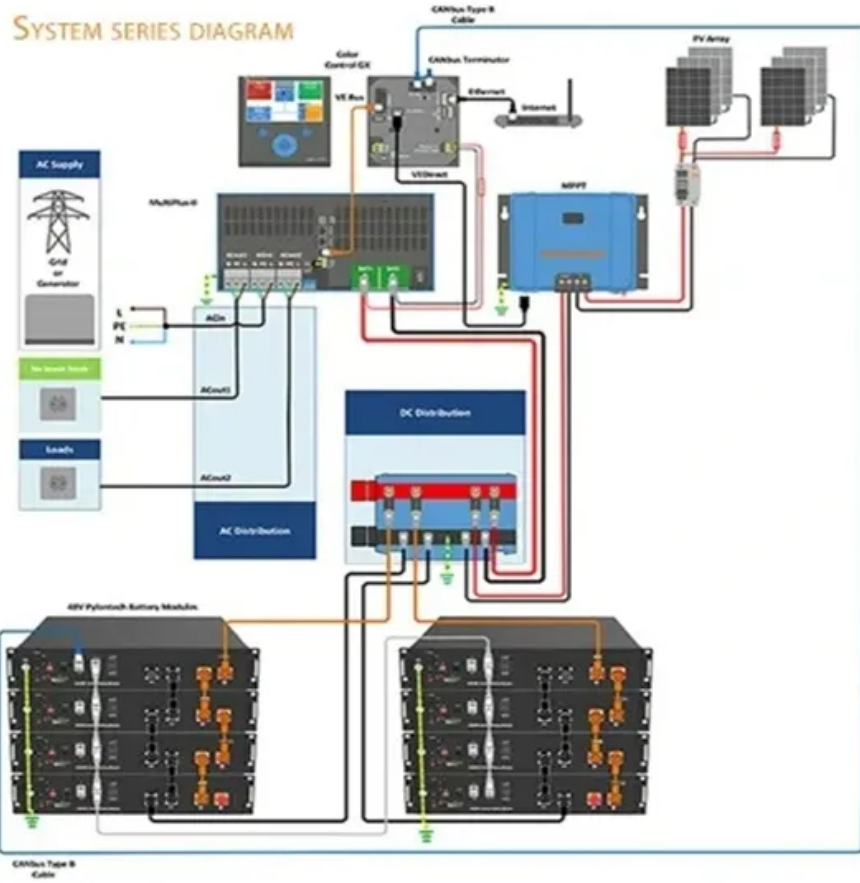 SYSTEM SERIES DIAGRAM
CANbus Type B
Cable
Color
Control GX
CANbus Terminator
PV Array
VE Bus
Ethernet
Internet
AC Supply
VE Direct
MPPT
MultiPlus-II
Grid
or
Generator
L
PE
N
ACin
ACout1
DC Distribution
Loads
ACout2
AC Distribution
48V Pylontech Battery Modules
CANbus Type B
Cable